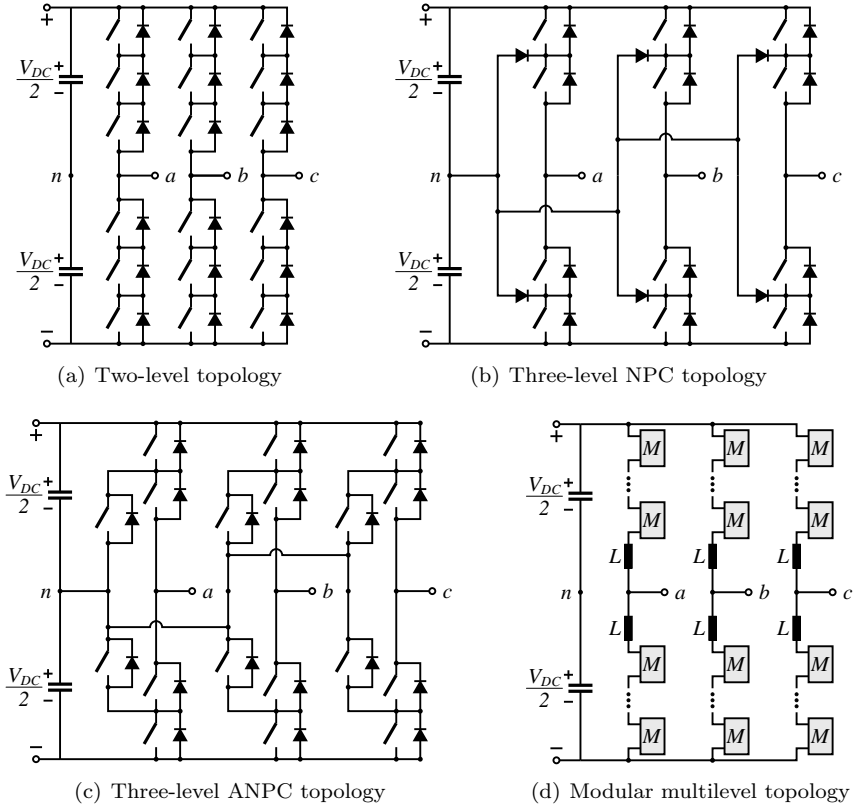 +
V_DC/2
+
−
n
a
b
c
V_DC/2
+
−
−
(a) Two-level topology
+
V_DC/2
+
−
n
a
b
c
V_DC/2
+
−
−
(b) Three-level NPC topology
+
V_DC/2
+
−
n
a
b
c
V_DC/2
+
−
−
(c) Three-level ANPC topology
+
M M M
V_DC/2
+
−
M M M
L L L
n
a
b
c
L L L
M M M
V_DC/2
+
−
M M M
−
(d) Modular multilevel topology